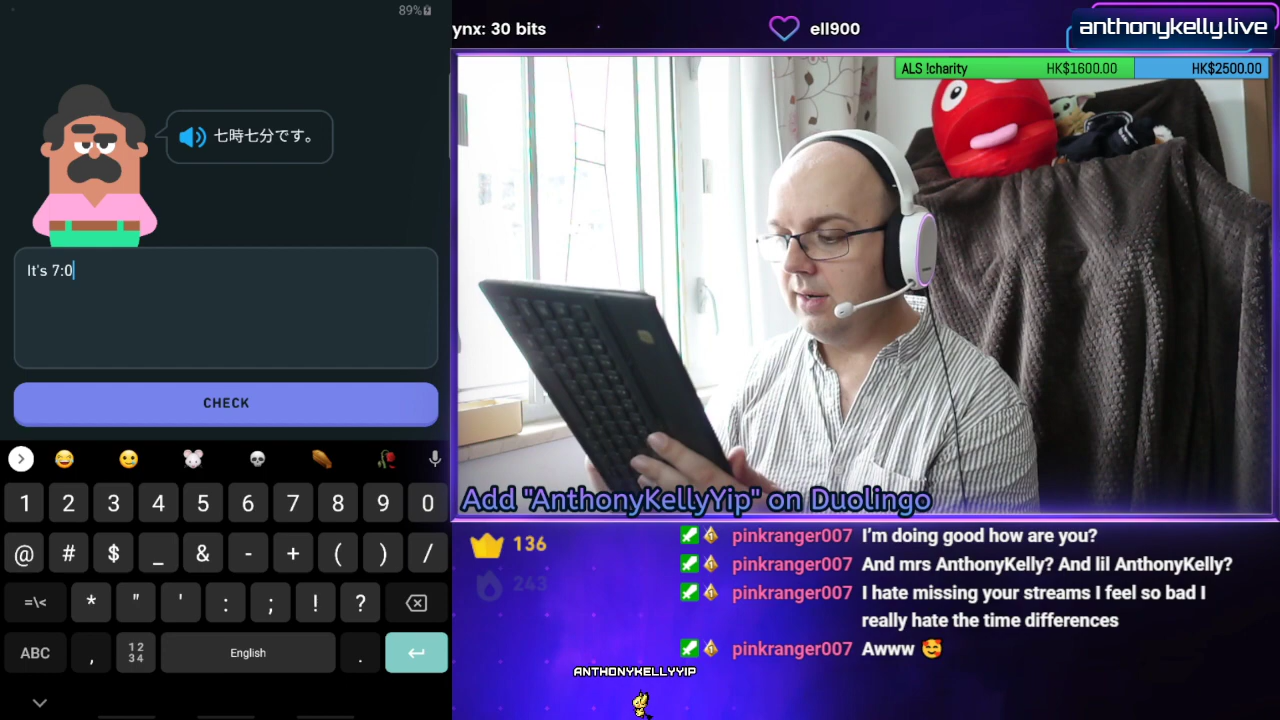 89%
七時七分です。
It's 7:0
CHECK
1 2 3 4 5 6 7 8 9 0
@ # $ _ & - + ( ) /
=\< * " ' : ; ! ? 
ABC , 12 34 English .
ynx: 30 bits
ell900
anthonykelly.live
ALS !charity HK$1600.00 HK$2500.00
Add "AnthonyKellyYip" on Duolingo
136
243
pinkranger007 I'm doing good how are you?
pinkranger007 And mrs AnthonyKelly? And lil AnthonyKelly?
pinkranger007 I hate missing your streams I feel so bad I
really hate the time differences
pinkranger007 Awww 🥰
ANTHONYKELLYYIP